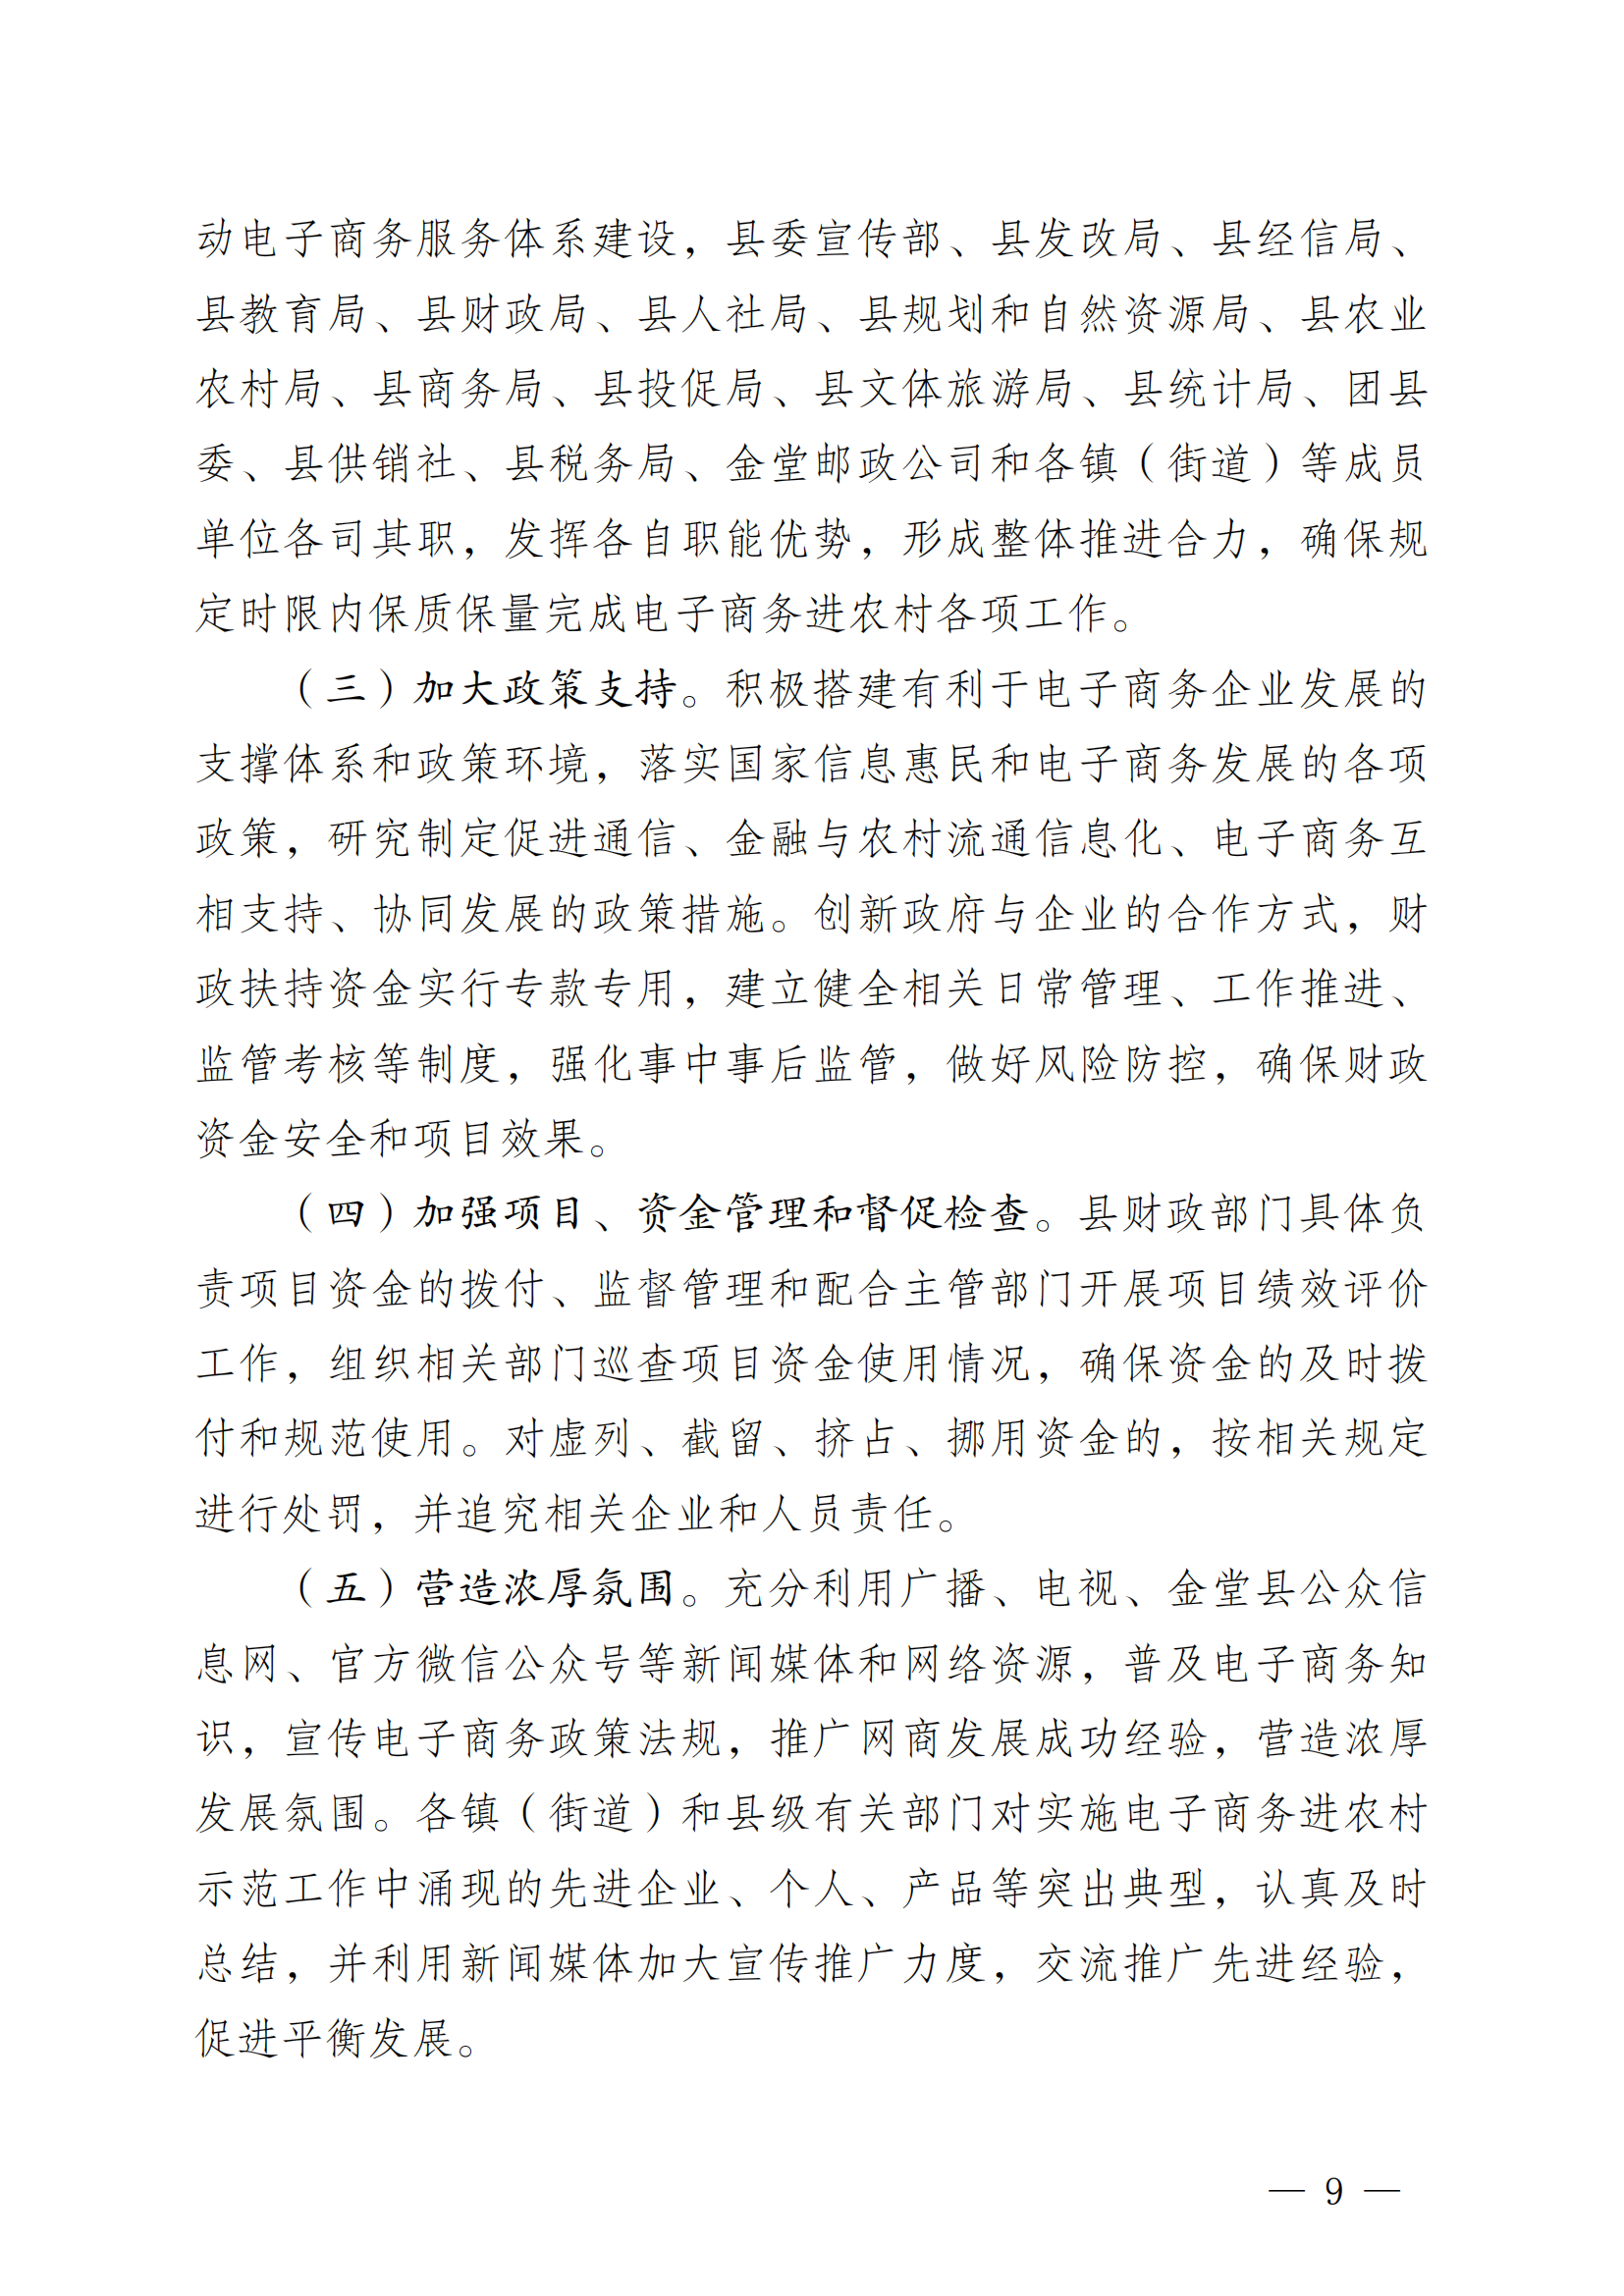 动电子商务服务体系建设，县委宣传部、县发改局、县经信局、
县教育局、县财政局、县人社局、县规划和自然资源局、县农业
农村局、县商务局、县投促局、县文体旅游局、县统计局、团县
委、县供销社、县税务局、金堂邮政公司和各镇（街道）等成员
单位各司其职，发挥各自职能优势，形成整体推进合力，确保规
定时限内保质保量完成电子商务进农村各项工作。
（三）加大政策支持。积极搭建有利于电子商务企业发展的
支撑体系和政策环境，落实国家信息惠民和电子商务发展的各项
政策，研究制定促进通信、金融与农村流通信息化、电子商务互
相支持、协同发展的政策措施。创新政府与企业的合作方式，财
政扶持资金实行专款专用，建立健全相关日常管理、工作推进、
监管考核等制度，强化事中事后监管，做好风险防控，确保财政
资金安全和项目效果。
（四）加强项目、资金管理和督促检查。县财政部门具体负
责项目资金的拨付、监督管理和配合主管部门开展项目绩效评价
工作，组织相关部门巡查项目资金使用情况，确保资金的及时拨
付和规范使用。对虚列、截留、挤占、挪用资金的，按相关规定
进行处罚，并追究相关企业和人员责任。
（五）营造浓厚氛围。充分利用广播、电视、金堂县公众信
息网、官方微信公众号等新闻媒体和网络资源，普及电子商务知
识，宣传电子商务政策法规，推广网商发展成功经验，营造浓厚
发展氛围。各镇（街道）和县级有关部门对实施电子商务进农村
示范工作中涌现的先进企业、个人、产品等突出典型，认真及时
总结，并利用新闻媒体加大宣传推广力度，交流推广先进经验，
促进平衡发展。
— 9 —